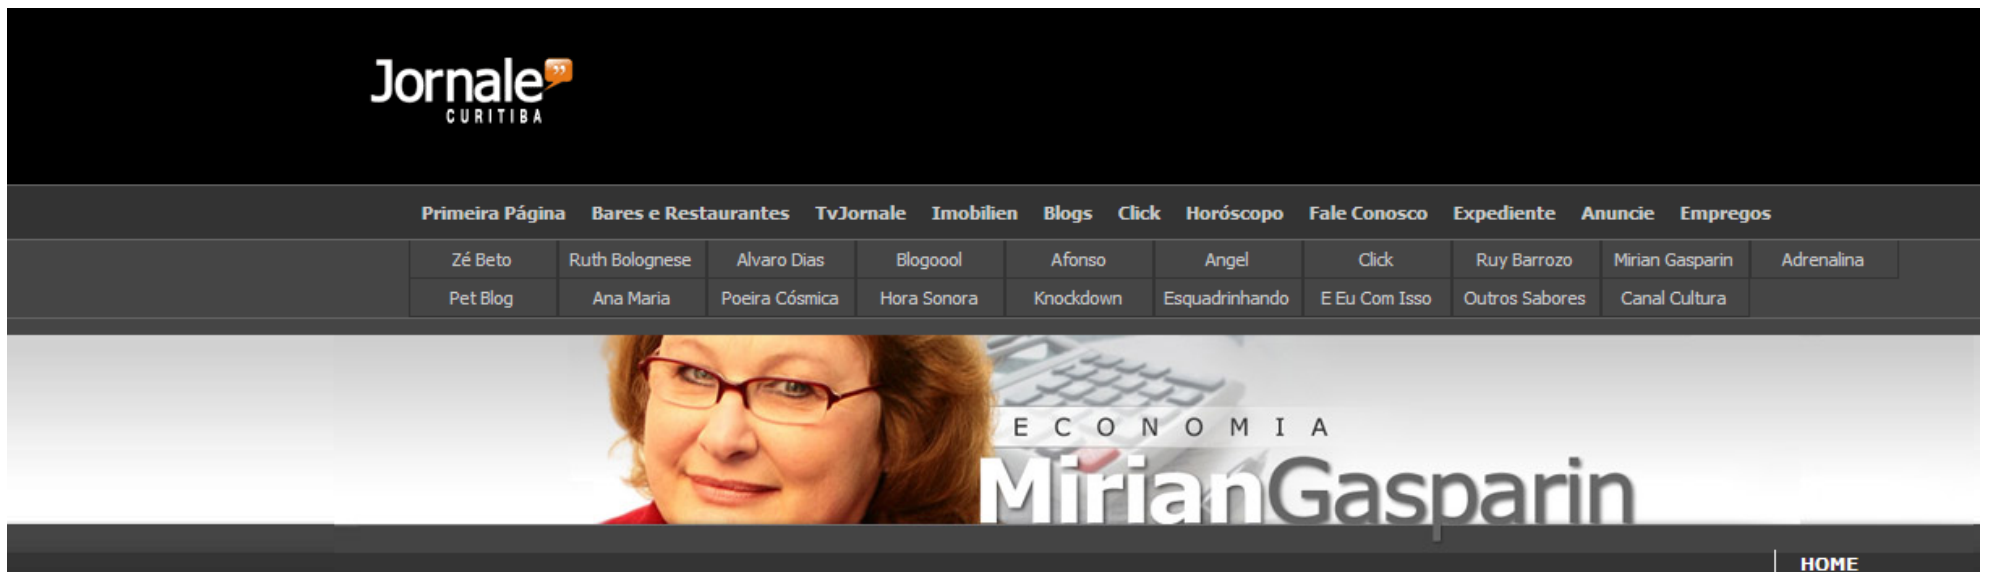 Jornale
CURITIBA
Primeira Página Bares e Restaurantes TvJornale Imobilien Blogs Click Horóscopo Fale Conosco Expediente Anuncie Empregos
Zé Beto Ruth Bolognese Alvaro Dias Blogoool Afonso Angel Click Ruy Barrozo Mirian Gasparin Adrenalina
Pet Blog Ana Maria Poeira Cósmica Hora Sonora Knockdown Esquadrinhando E Eu Com Isso Outros Sabores Canal Cultura
ECONOMIA
MirianGasparin
HOME